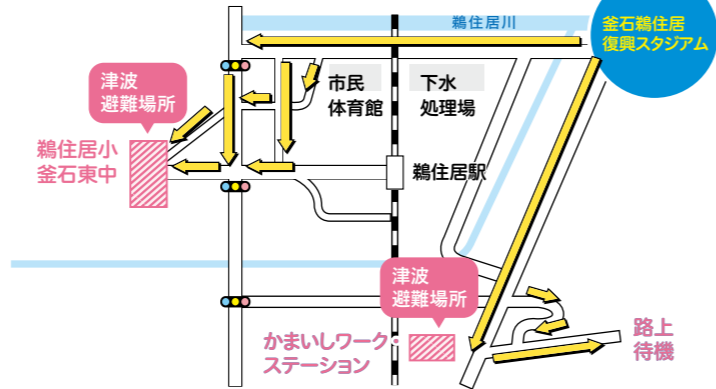 鵜住居川
釜石鵜住居
復興スタジアム
津波
避難場所
市民
体育館
下水
処理場
鵜住居小
釜石東中
鵜住居駅
津波
避難場所
かまいしワーク・
ステーション
路上
待機